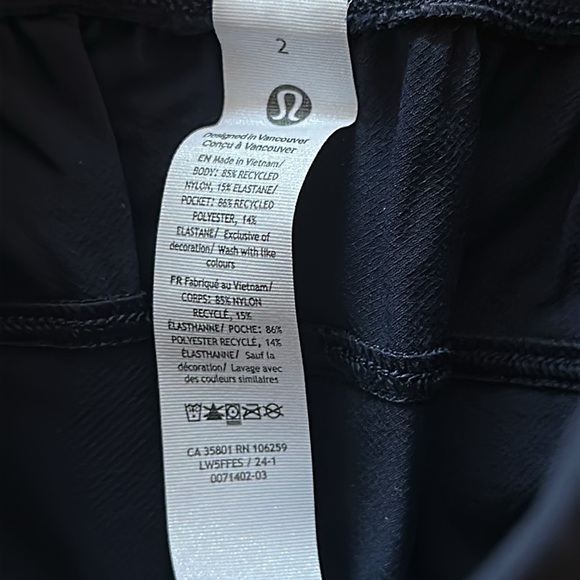 2
Designed in Vancouver
Conçu à Vancouver
EN Made in Vietnam/
BODY: 85% RECYCLED
NYLON, 15% ELASTANE/
POCKET: 86% RECYCLED
POLYESTER, 14%
ELASTANE/ Exclusive of
decoration/ Wash with like
colours
FR Fabriqué au Vietnam/
CORPS: 85% NYLON
RECYCLÉ, 15%
ÉLASTHANNE/ POCHE: 86%
POLYESTER RECYCLÉ, 14%
ÉLASTHANNE/ Sauf la
décoration/ Lavage avec
des couleurs similaires
CA 35801 RN 106259
LW5FFES / 24-1
0071402-03